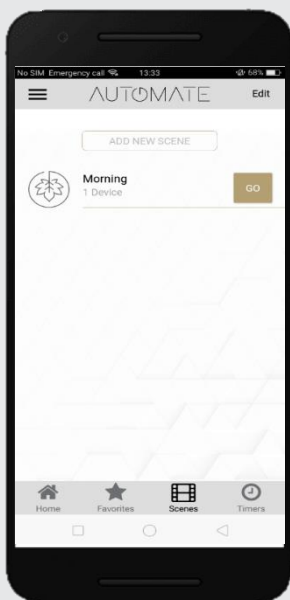 No SIM Emergency call 13:33 68%
AUTOMATE Edit
ADD NEW SCENE
Morning
1 Device
GO
Home Favorites Scenes Timers